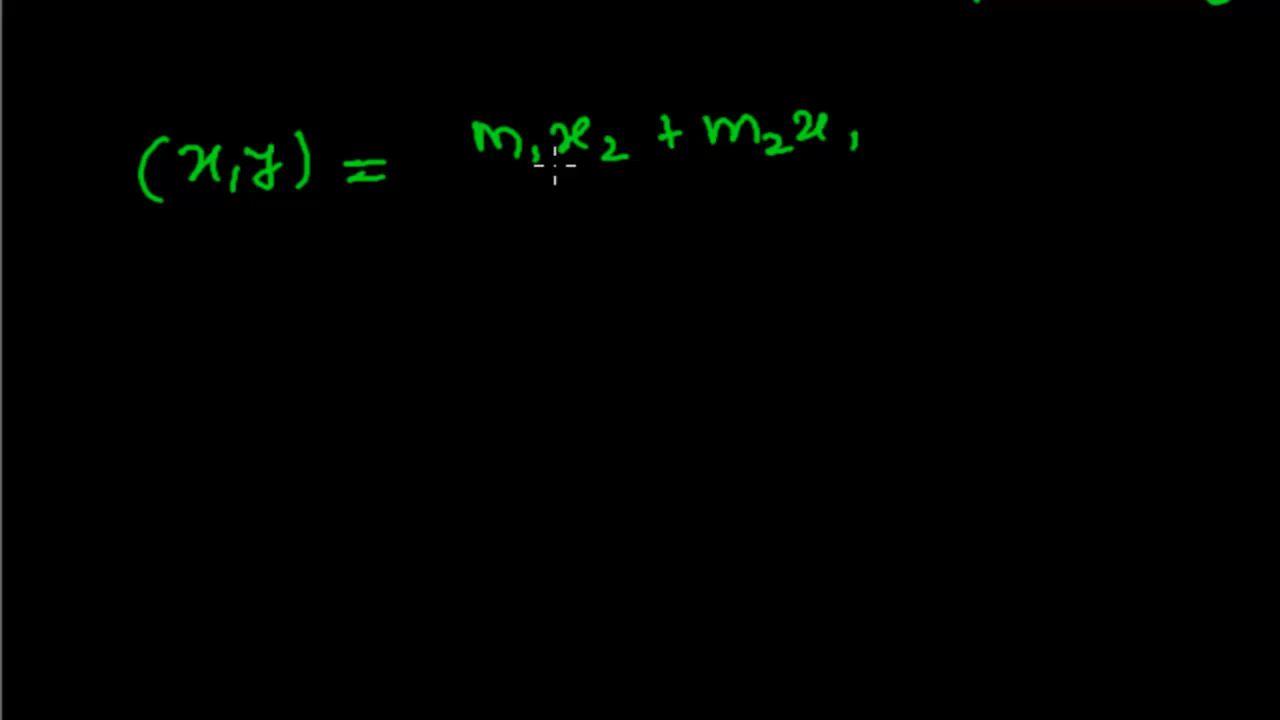 (x,y) = m₁x₂ + m₂x₁